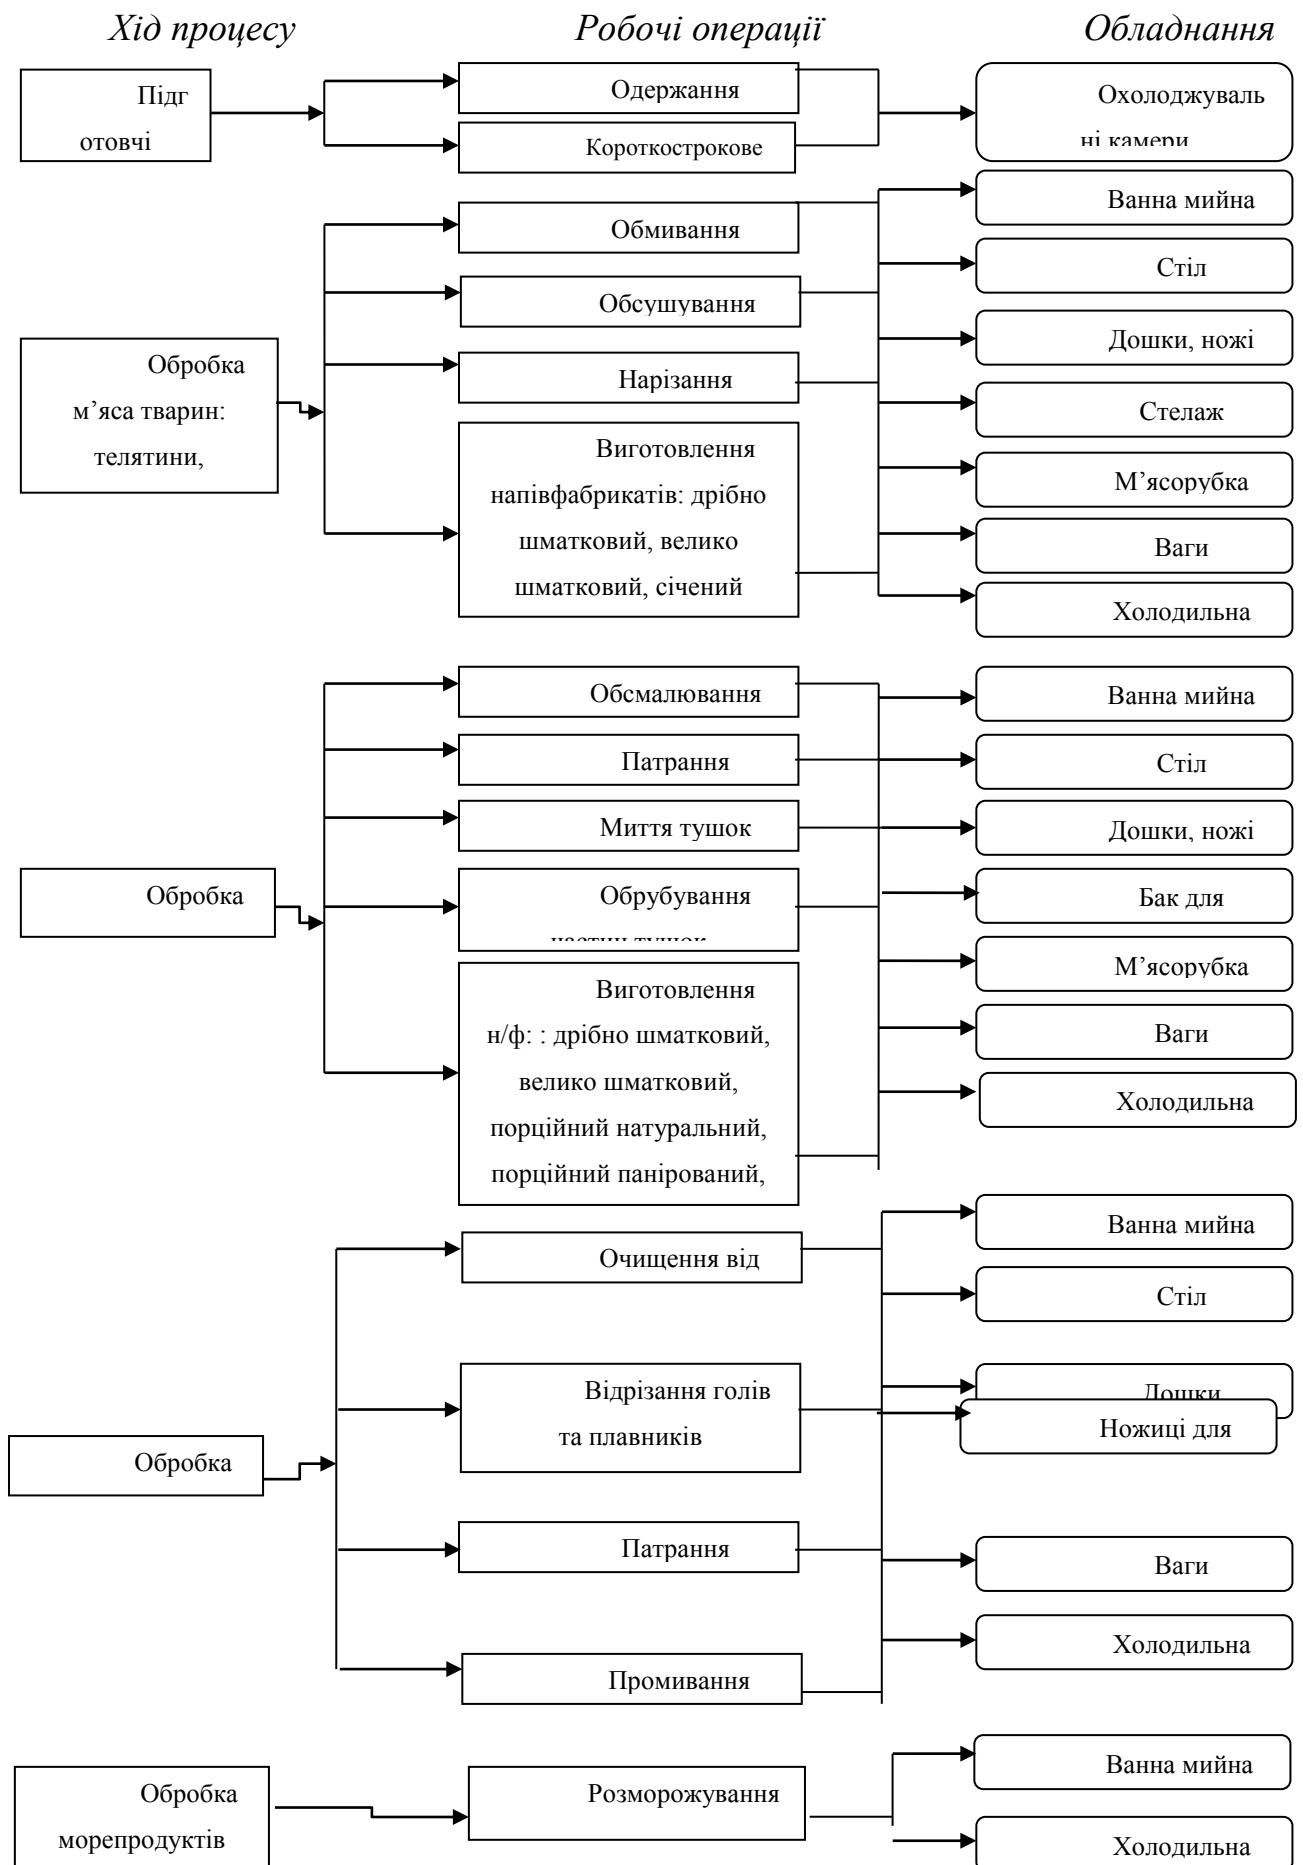 Хід процесу
Робочі операції
Обладнання
Підг
отовчі
Одержання
Короткострокове
Охолоджуваль
ні камери
Обробка
м’яса тварин:
телятини,
Обмивання
Обсушування
Нарізання
Виготовлення
напівфабрикатів: дрібно
шматковий, велико
шматковий, січений
Ванна мийна
Стіл
Дошки, ножі
Стелаж
М’ясорубка
Ваги
Холодильна
Обробка
Обсмалювання
Патрання
Миття тушок
Обрубування
частин тушок
Виготовлення
н/ф: : дрібно шматковий,
велико шматковий,
порційний натуральний,
порційний панірований,
Ванна мийна
Стіл
Дошки, ножі
Бак для
М’ясорубка
Ваги
Холодильна
Обробка
Очищення від
Відрізання голів
та плавників
Патрання
Промивання
Ванна мийна
Стіл
Дошки
Ножиці для
Ваги
Холодильна
Обробка
морепродуктів
Розморожування
Ванна мийна
Холодильна